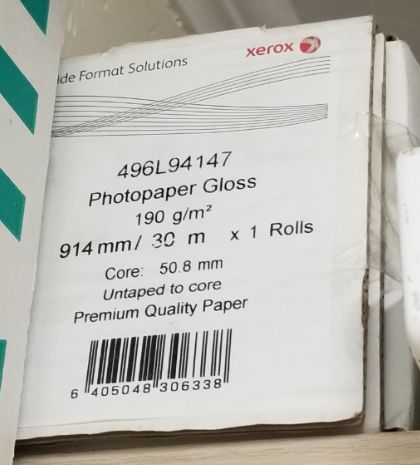 xerox
ide Format Solutions
496L94147
Photopaper Gloss
190 g/m²
914 mm/ 30 m x 1 Rolls
Core: 50.8 mm
Untaped to core
Premium Quality Paper
6 405048 306338